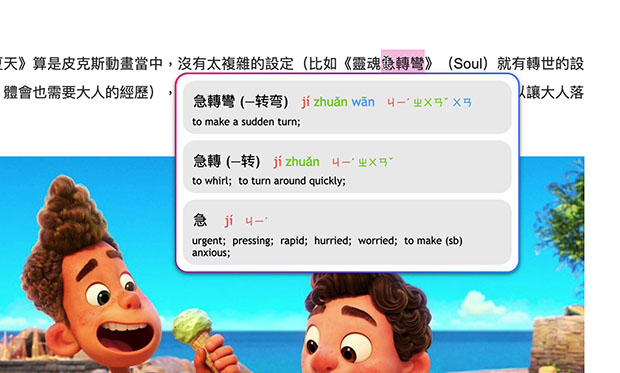 夏天》算是皮克斯動畫當中，沒有太複雜的設定（比如《靈魂急轉彎》（Soul）就有轉世的設
體會也需要大人的經歷）， 以讓大人落
急轉彎 (–转弯) jí zhuǎn wān ㄐㄧˊ ㄓㄨㄢˇ ㄨㄢ
to make a sudden turn;
急轉 (–转) jí zhuǎn ㄐㄧˊ ㄓㄨㄢˇ
to whirl; to turn around quickly;
急 jí ㄐㄧˊ
urgent; pressing; rapid; hurried; worried; to make (sb)
anxious;